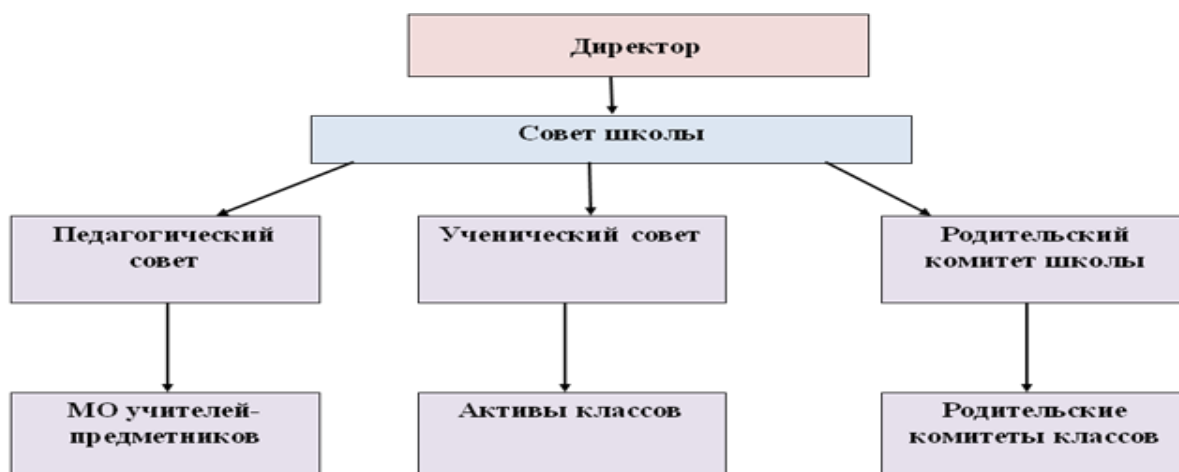 Директор
Совет школы
Педагогический
совет
Ученический совет
Родительский
комитет школы
МО учителей-
предметников
Активы классов
Родительские
комитеты классов